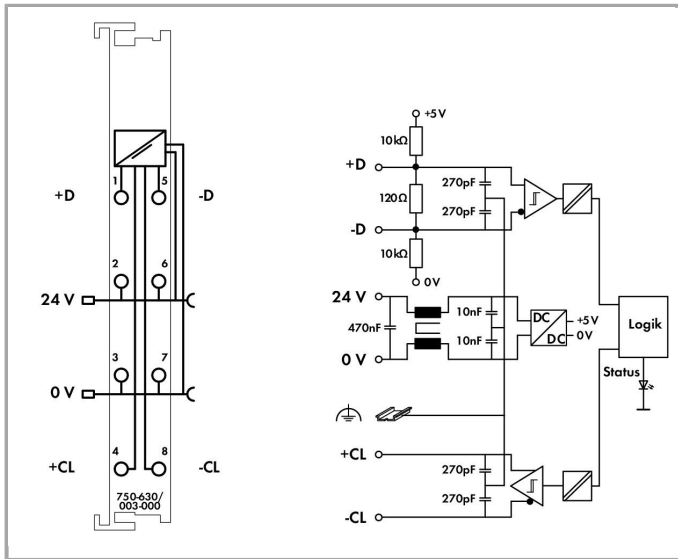 1
5
+D
-D
2
6
24 V
3
7
0 V
+CL
4
8
-CL
750-630/
003-000
+5V
10kΩ
+D
270pF
120Ω
270pF
-D
10kΩ
0V
24 V
10nF
DC
+5V
470nF
DC
0V
10nF
0 V
Logik
Status
+CL
270pF
270pF
-CL